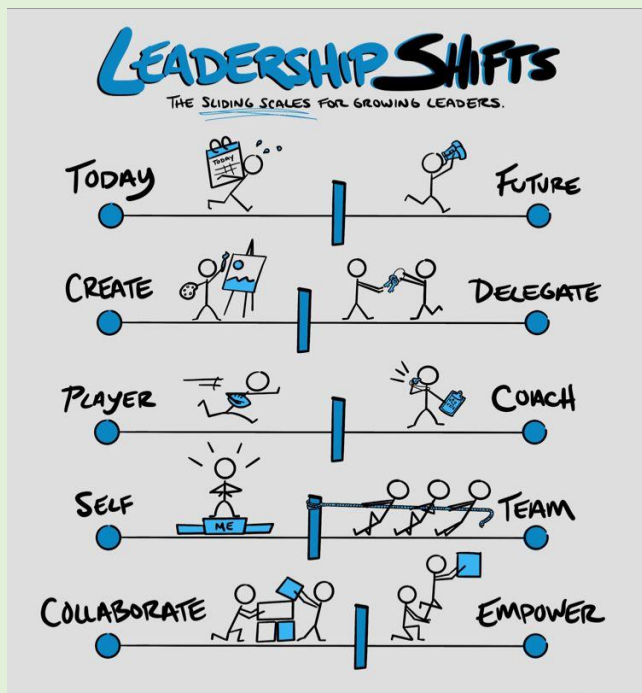 LEADERSHIP SHIFTS
THE SLIDING SCALES FOR GROWING LEADERS.
TODAY
TODAY
FUTURE
CREATE
DELEGATE
PLAYER
COACH
SELF
ME
TEAM
COLLABORATE
EMPOWER